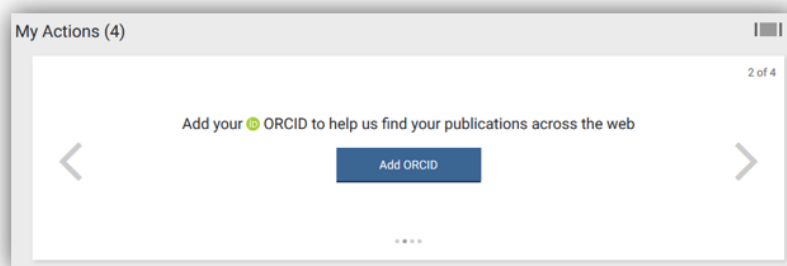 My Actions (4)
2 of 4
Add your iD ORCID to help us find your publications across the web
Add ORCID